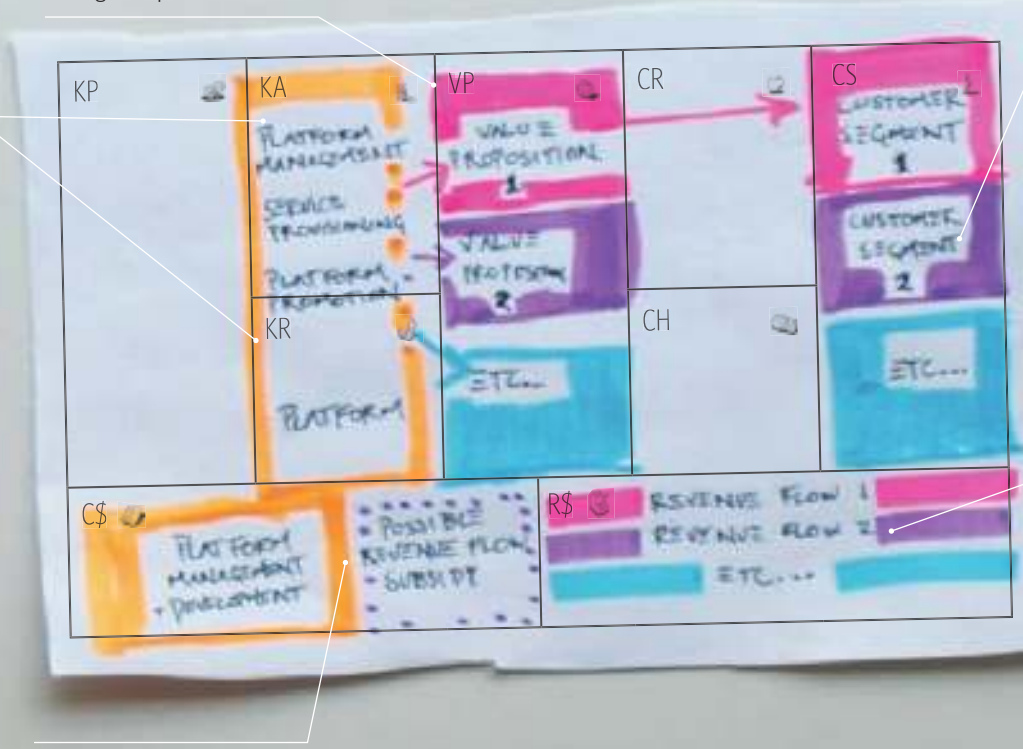 KP
KA
PLATFORM
MANAGEMENT
SERVICE
PROVISIONING
PLATFORM
PROMOTION
KR
PLATFORM
VP
VALUE
PROPOSITION
1
VALUE
PROPOSITION
2
ETC...
CR
CH
CS
CUSTOMER
SEGMENT
1
CUSTOMER
SEGMENT
2
ETC...
C$
PLATFORM
MANAGEMENT
+ DEVELOPMENT
POSSIBLE
REVENUE FLOW
SUBSIDY
R$
REVENUE FLOW 1
REVENUE FLOW 2
ETC...